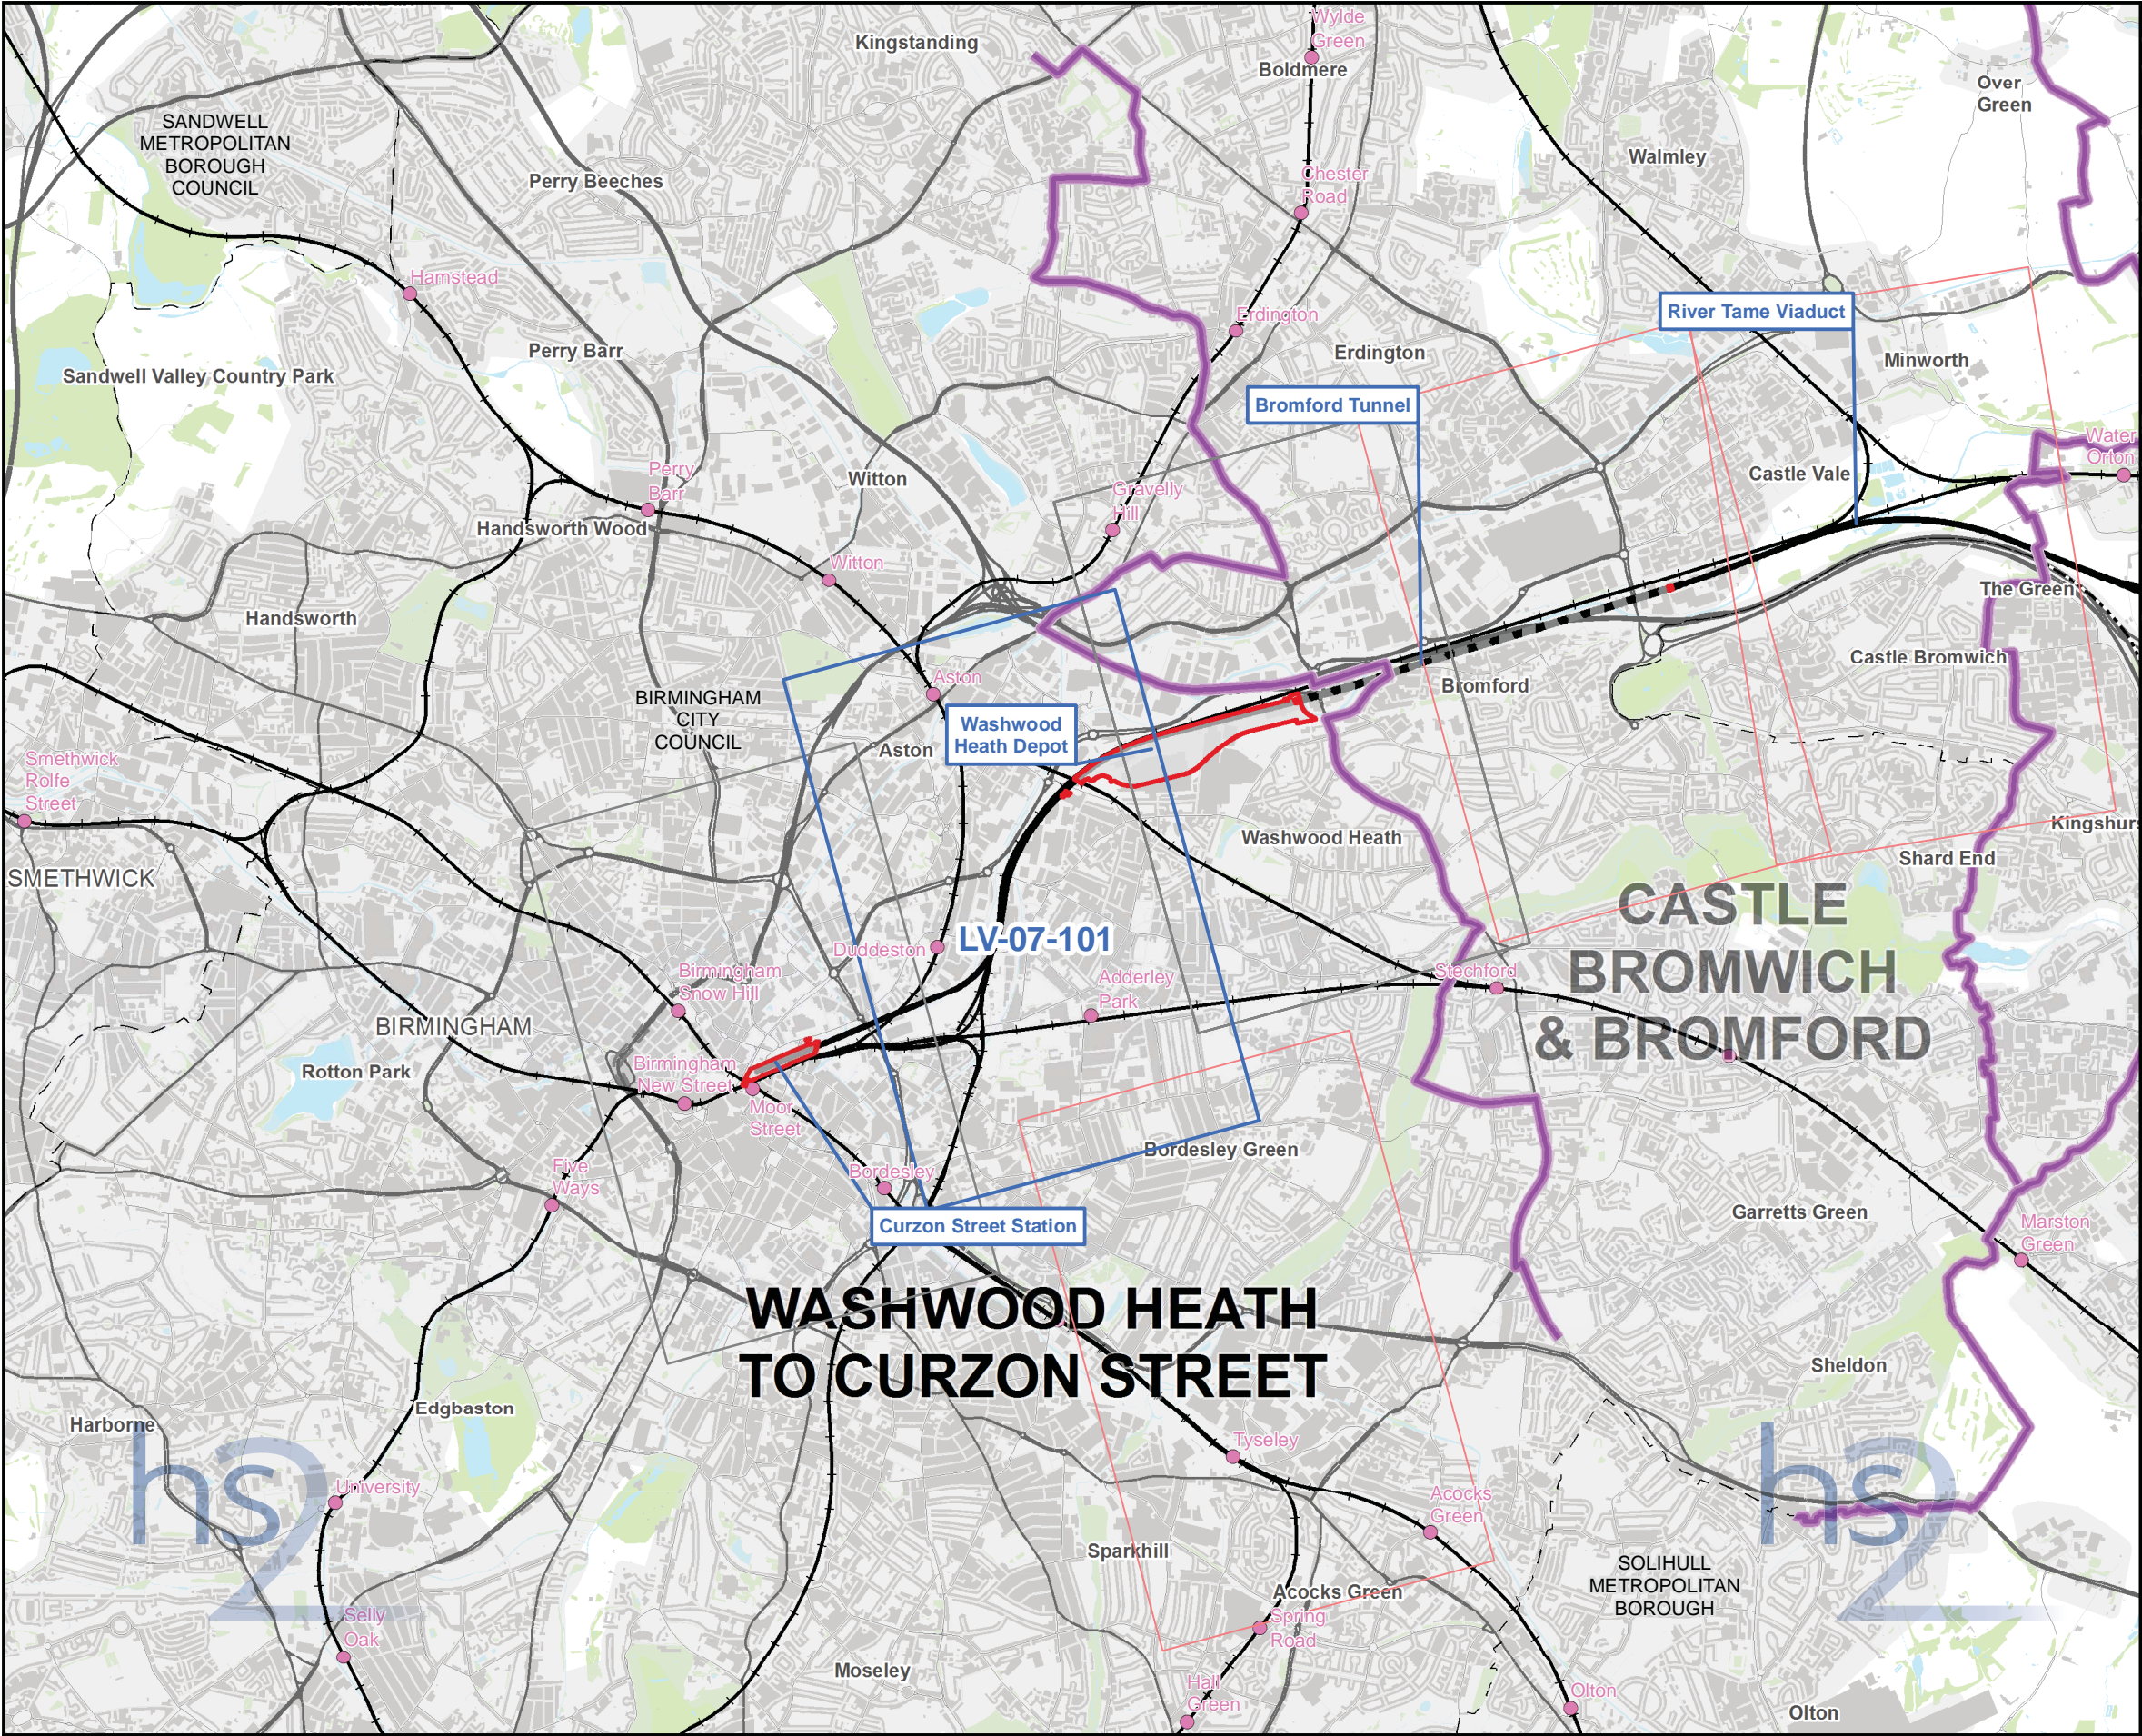 Kingstanding
Wylde
Green
Boldmere
Over
Green
SANDWELL
METROPOLITAN
BOROUGH
COUNCIL
Perry Beeches
Walmley
Chester
Road
Hamstead
Erdington
River Tame Viaduct
Perry Barr
Erdington
Minworth
Sandwell Valley Country Park
Bromford Tunnel
Water
Orton
Perry
Barr
Witton
Gravelly
Hill
Castle Vale
Handsworth Wood
Witton
Handsworth
The Green
Castle Bromwich
Aston
Bromford
BIRMINGHAM
CITY
COUNCIL
Washwood
Heath Depot
Aston
Smethwick
Rolfe
Street
Washwood Heath
Kingshurs
SMETHWICK
Shard End
CASTLE
BROMWICH
& BROMFORD
LV-07-101
Duddeston
Birmingham
Snow Hill
Adderley
Park
Stechford
BIRMINGHAM
Rotton Park
Birmingham
New Street
Moor
Street
Bordesley Green
Five
Ways
Bordesley
Curzon Street Station
Garretts Green
Marston
Green
WASHWOOD HEATH
TO CURZON STREET
Sheldon
Harborne
Edgbaston
hs2
hs2
Tyseley
University
Acocks
Green
Sparkhill
SOLIHULL
METROPOLITAN
BOROUGH
Acocks Green
Selly
Oak
Spring
Road
Moseley
Hall
Green
Olton
Olton